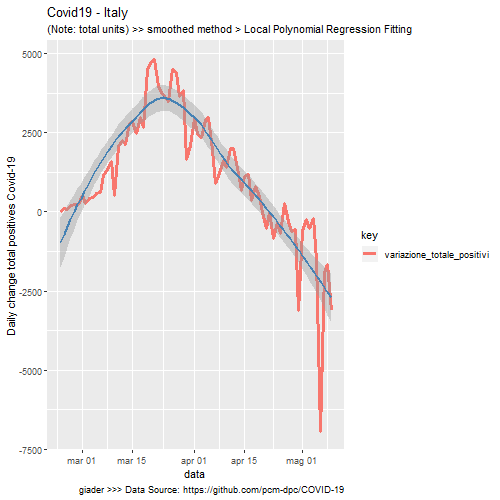 Covid19 - Italy
(Note: total units) >> smoothed method > Local Polynomial Regression Fitting
Daily change total positives Covid-19
5000
2500
0
-2500
-5000
-7500
mar 01
mar 15
apr 01
apr 15
mag 01
data
key
variazione_totale_positivi
giader >>> Data Source: https://github.com/pcm-dpc/COVID-19